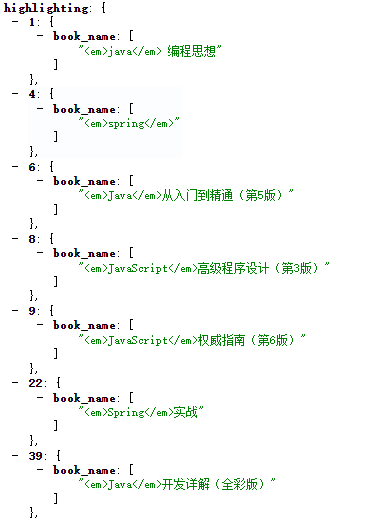 highlighting: {
- 1: {
- book_name: [
"<em>java</em> 编程思想"
]
},
- 4: {
- book_name: [
"<em>spring</em>"
]
},
- 6: {
- book_name: [
"<em>Java</em>从入门到精通（第5版）"
]
},
- 8: {
- book_name: [
"<em>JavaScript</em>高级程序设计（第3版）"
]
},
- 9: {
- book_name: [
"<em>JavaScript</em>权威指南（第6版）"
]
},
- 22: {
- book_name: [
"<em>Spring</em>实战"
]
},
- 39: {
- book_name: [
"<em>Java</em>开发详解（全彩版）"
]
},